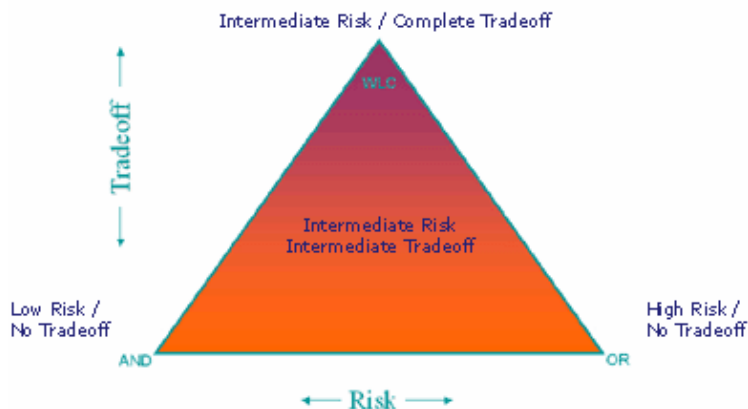 Intermediate Risk / Complete Tradeoff
WLC
Tradeoff
Intermediate Risk
Intermediate Tradeoff
Low Risk /
No Tradeoff
High Risk /
No Tradeoff
AND
OR
Risk